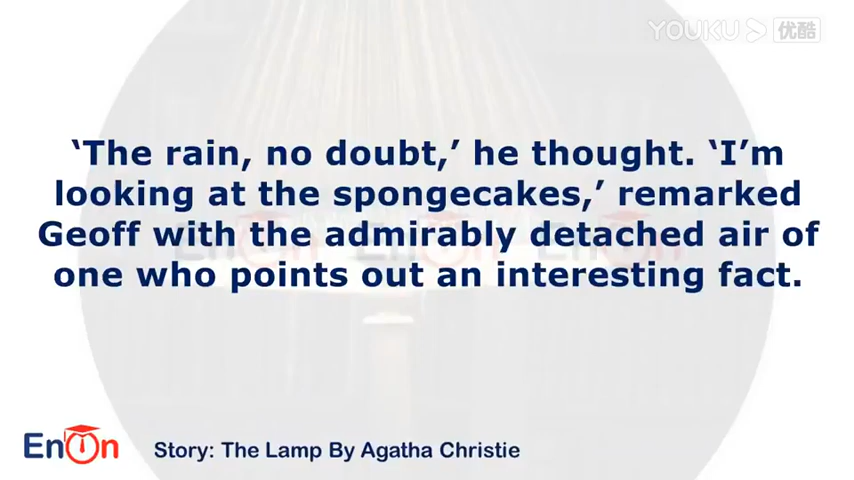 YOUKU 优酷
‘The rain, no doubt,’ he thought. ‘I’m
looking at the spongecakes,’ remarked
Geoff with the admirably detached air of
one who points out an interesting fact.
EnOn
Story: The Lamp By Agatha Christie